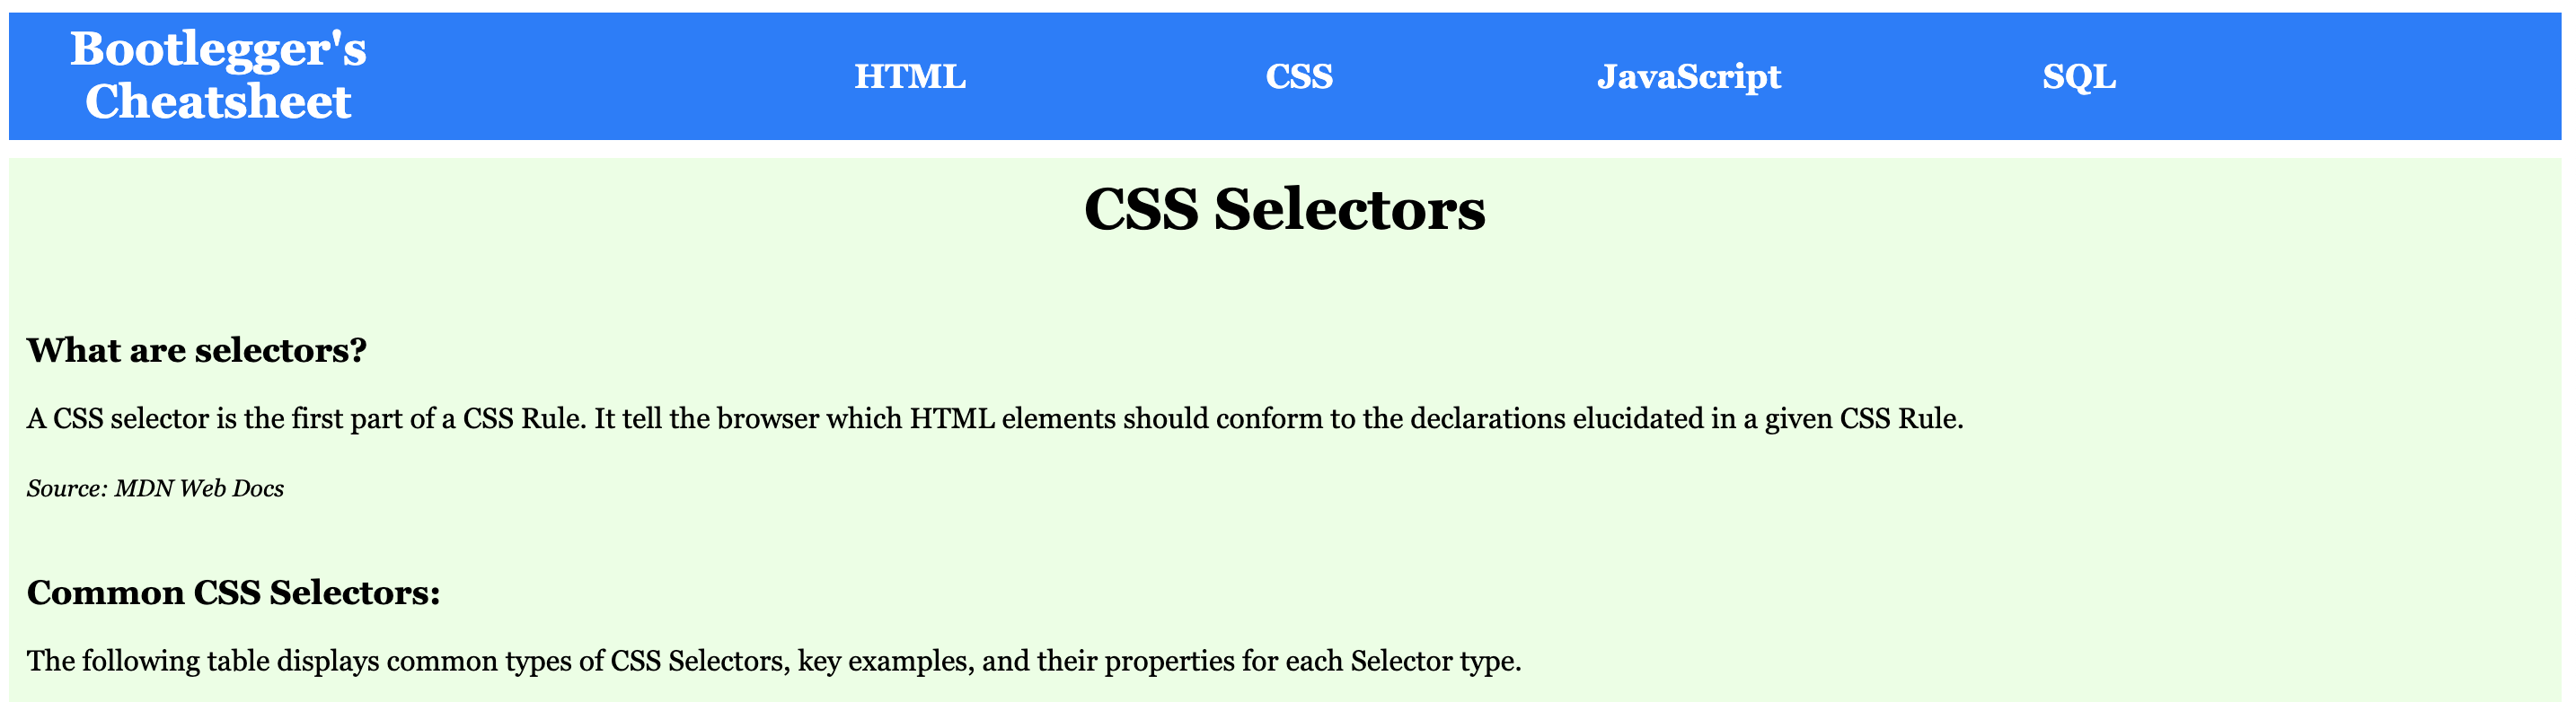 Bootlegger's
Cheatsheet
HTML CSS JavaScript SQL
CSS Selectors
What are selectors?
A CSS selector is the first part of a CSS Rule. It tell the browser which HTML elements should conform to the declarations elucidated in a given CSS Rule.
Source: MDN Web Docs
Common CSS Selectors:
The following table displays common types of CSS Selectors, key examples, and their properties for each Selector type.